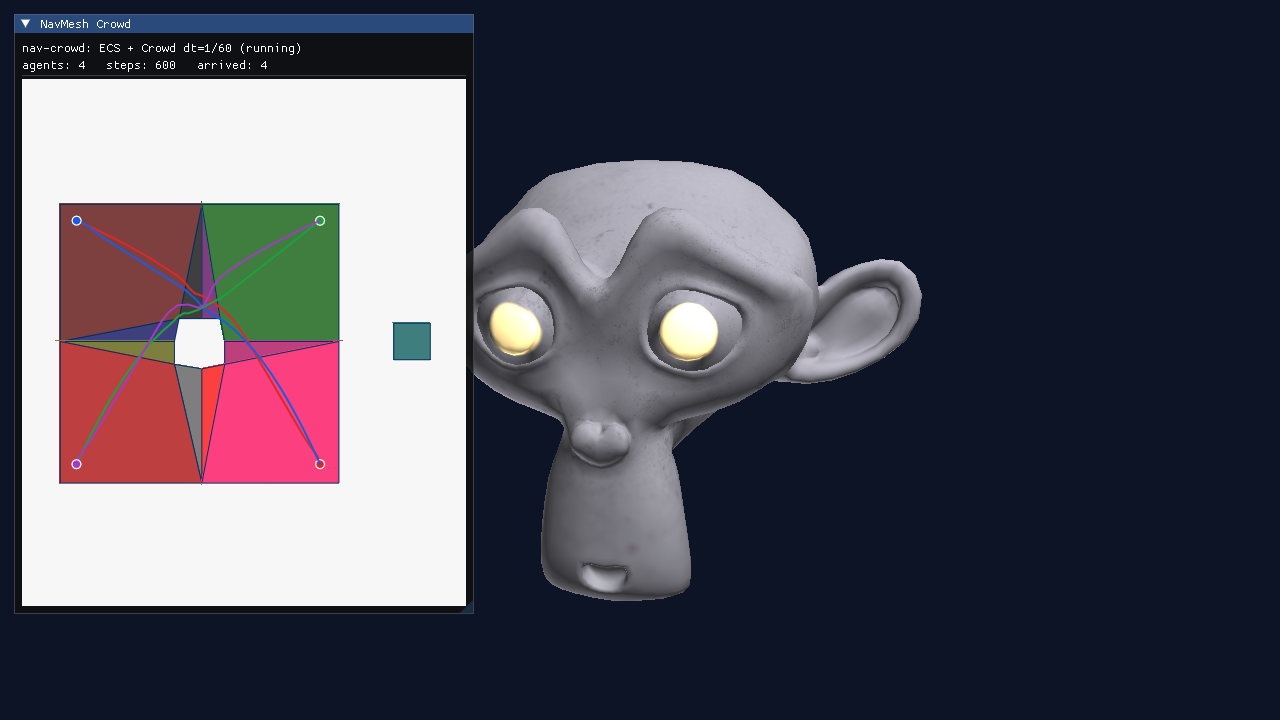 NavMesh Crowd
nav-crowd: ECS + Crowd dt=1/60 (running)
agents: 4   steps: 600   arrived: 4